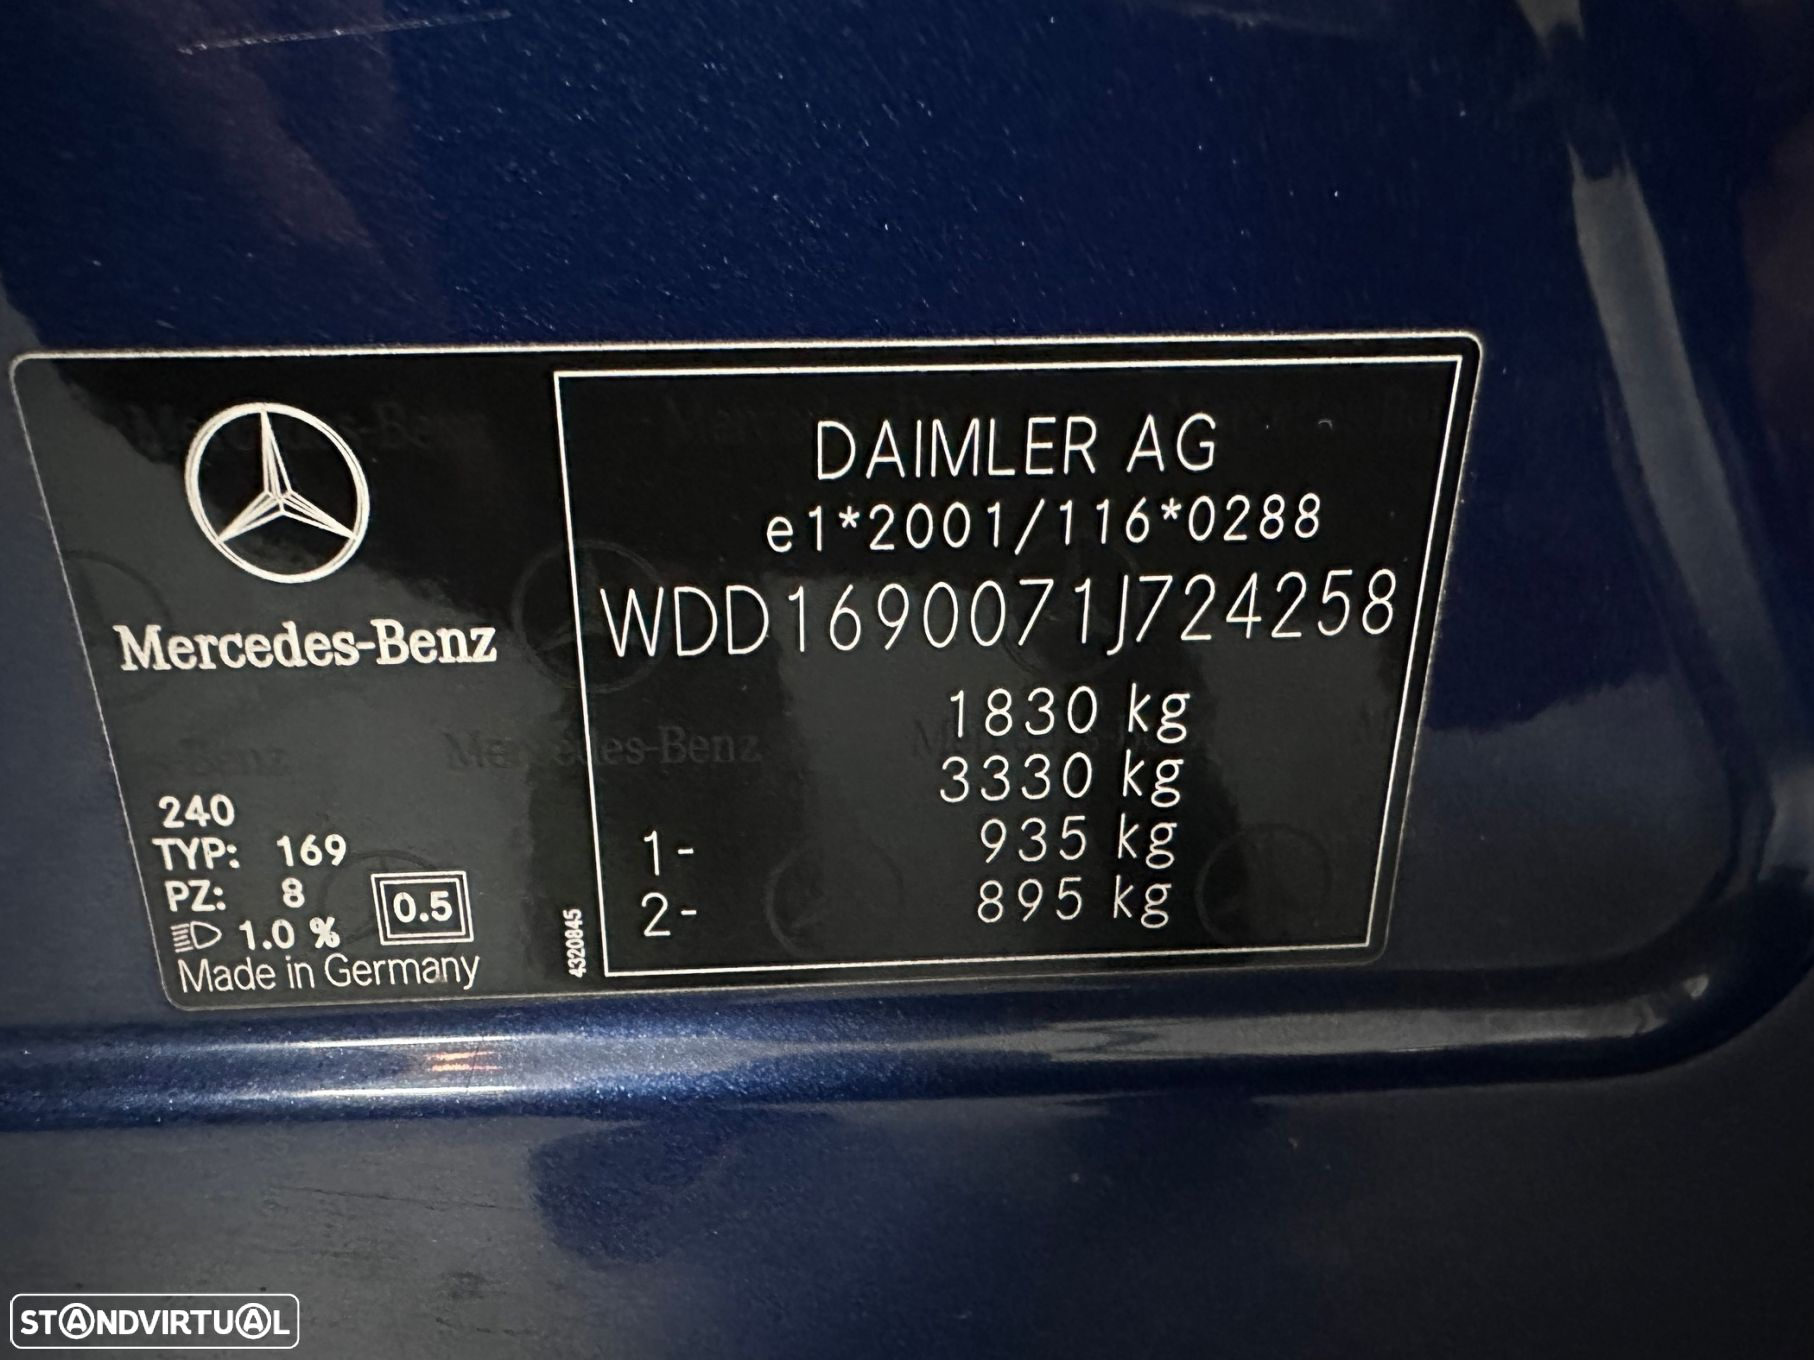 Mercedes-Benz
240
TYP: 169
PZ: 8
1.0 %
0.5
Made in Germany
4320845
DAIMLER AG
e1*2001/116*0288
WDD1690071J724258
1830 kg
3330 kg
1- 935 kg
2- 895 kg
STANDVIRTUAL